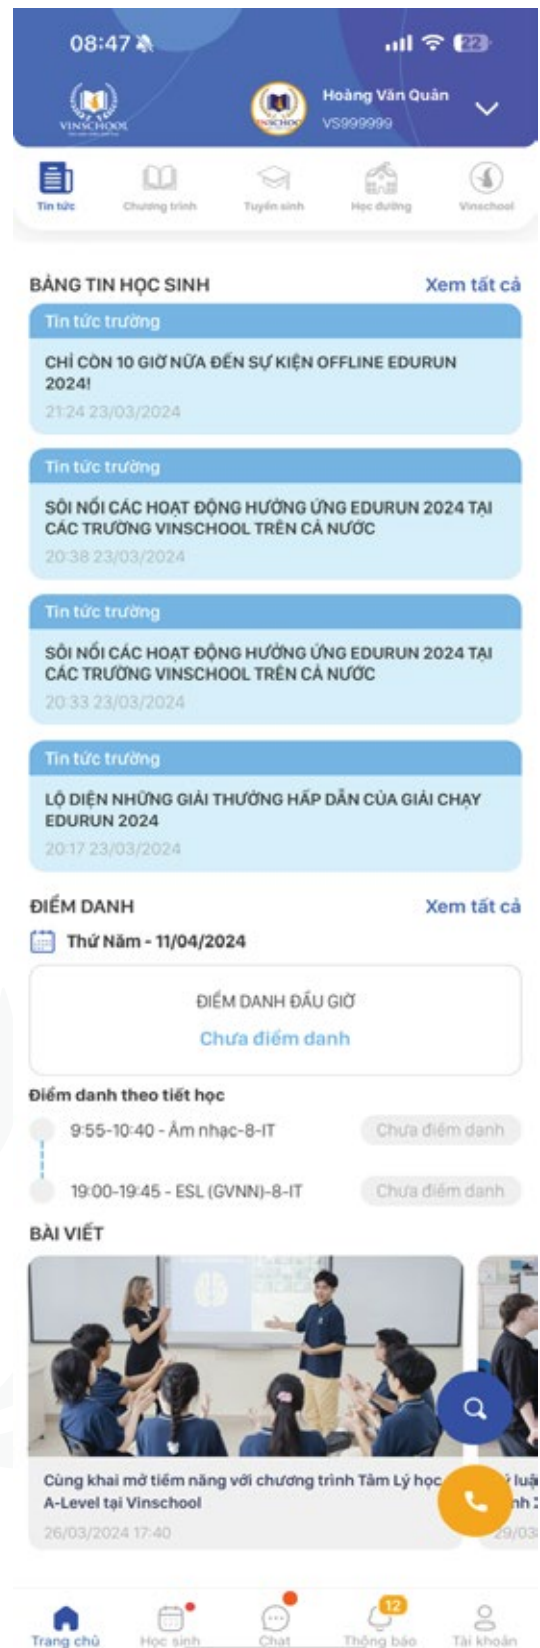 08:47
22
VINSCHOOL
Hoàng Văn Quân
VS999999
Tin tức
Chương trình
Tuyển sinh
Học đường
Vinschool
BẢNG TIN HỌC SINH
Xem tất cả
Tin tức trường
CHỈ CÒN 10 GIỜ NỮA ĐẾN SỰ KIỆN OFFLINE EDURUN
2024!
21:24 23/03/2024
Tin tức trường
SÔI NỔI CÁC HOẠT ĐỘNG HƯỞNG ỨNG EDURUN 2024 TẠI
CÁC TRƯỜNG VINSCHOOL TRÊN CẢ NƯỚC
20:38 23/03/2024
Tin tức trường
SÔI NỔI CÁC HOẠT ĐỘNG HƯỞNG ỨNG EDURUN 2024 TẠI
CÁC TRƯỜNG VINSCHOOL TRÊN CẢ NƯỚC
20:33 23/03/2024
Tin tức trường
LỘ DIỆN NHỮNG GIẢI THƯỞNG HẤP DẪN CỦA GIẢI CHẠY
EDURUN 2024
20:17 23/03/2024
ĐIỂM DANH
Xem tất cả
Thứ Năm - 11/04/2024
ĐIỂM DANH ĐẦU GIỜ
Chưa điểm danh
Điểm danh theo tiết học
9:55-10:40 - Âm nhạc-8-IT
Chưa điểm danh
19:00-19:45 - ESL (GVNN)-8-IT
Chưa điểm danh
BÀI VIẾT
Cùng khai mở tiềm năng với chương trình Tâm Lý học
A-Level tại Vinschool
26/03/2024 17:40
29/03
12
Trang chủ
Học sinh
Chat
Thông báo
Tài khoản